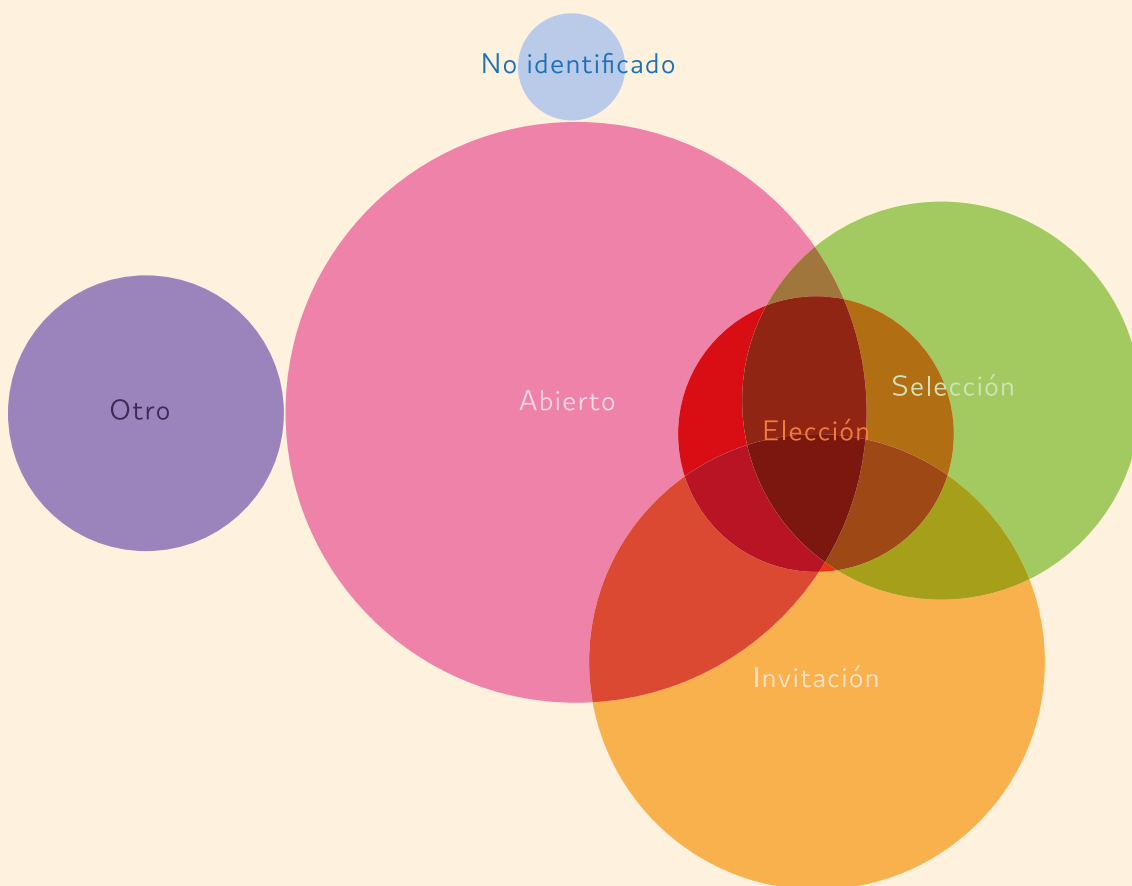 No identificado
Otro
Abierto
Selección
Elección
Invitación